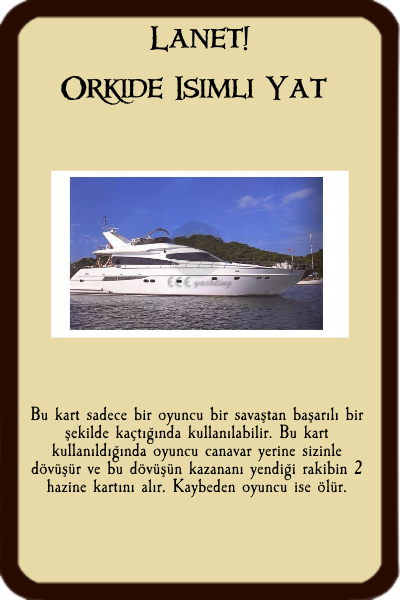 Lanet!
Orkide Isimli Yat
EEE yachting
Bu kart sadece bir oyuncu bir savaştan başarılı bir
şekilde kaçtığında kullanılabilir. Bu kart
kullanıldığında oyuncu canavar yerine sizinle
dövüşür ve bu dövüşün kazananı yendiği rakibin 2
hazine kartını alır. Kaybeden oyuncu ise ölür.